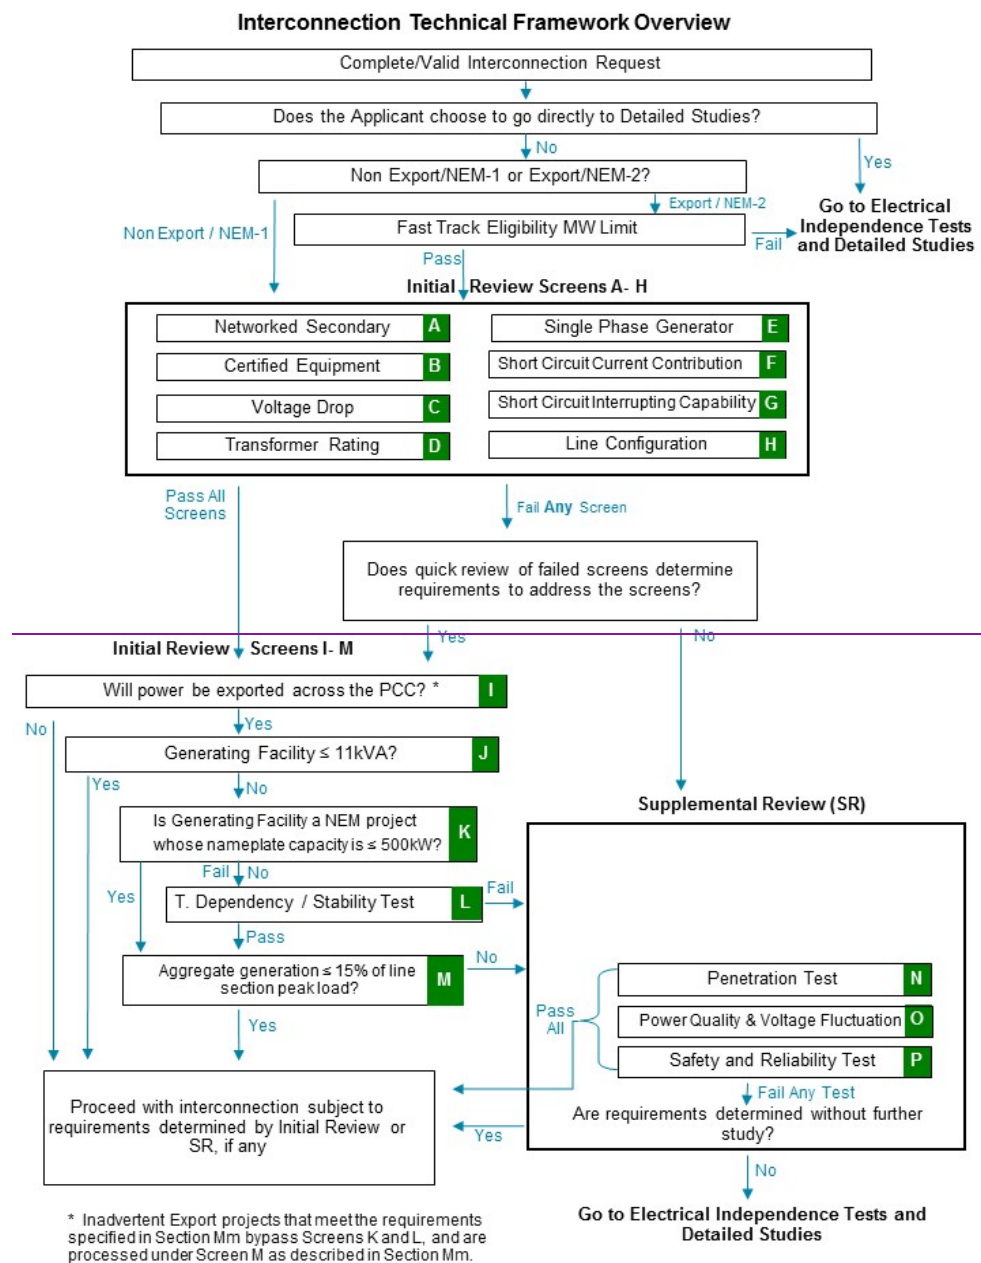 Interconnection Technical Framework Overview
Complete/Valid Interconnection Request
Does the Applicant choose to go directly to Detailed Studies?
No
Yes
Non Export/NEM-1 or Export/NEM-2?
Export / NEM-2
Go to Electrical
Independence Tests
and Detailed Studies
Non Export / NEM-1
Fast Track Eligibility MW Limit
Fail
Pass
Initial Review Screens A- H
Networked Secondary A
Certified Equipment B
Voltage Drop C
Transformer Rating D
Single Phase Generator E
Short Circuit Current Contribution F
Short Circuit Interrupting Capability G
Line Configuration H
Pass All
Screens
Fail Any Screen
Does quick review of failed screens determine
requirements to address the screens?
Yes
No
Initial Review Screens I- M
Will power be exported across the PCC? * I
No
Yes
Generating Facility ≤ 11kVA? J
Yes
No
Is Generating Facility a NEM project
whose nameplate capacity is ≤ 500kW?
K
Fail No
Yes
T. Dependency / Stability Test L
Fail
Pass
Aggregate generation ≤ 15% of line
section peak load?
M
No
Yes
Supplemental Review (SR)
Penetration Test N
Power Quality & Voltage Fluctuation O
Safety and Reliability Test P
Pass
All
Fail Any Test
Are requirements determined without further
study?
Yes
No
Proceed with interconnection subject to
requirements determined by Initial Review or
SR, if any
Go to Electrical Independence Tests and
Detailed Studies
* Inadvertent Export projects that meet the requirements
specified in Section Mm bypass Screens K and L, and are
processed under Screen M as described in Section Mm.